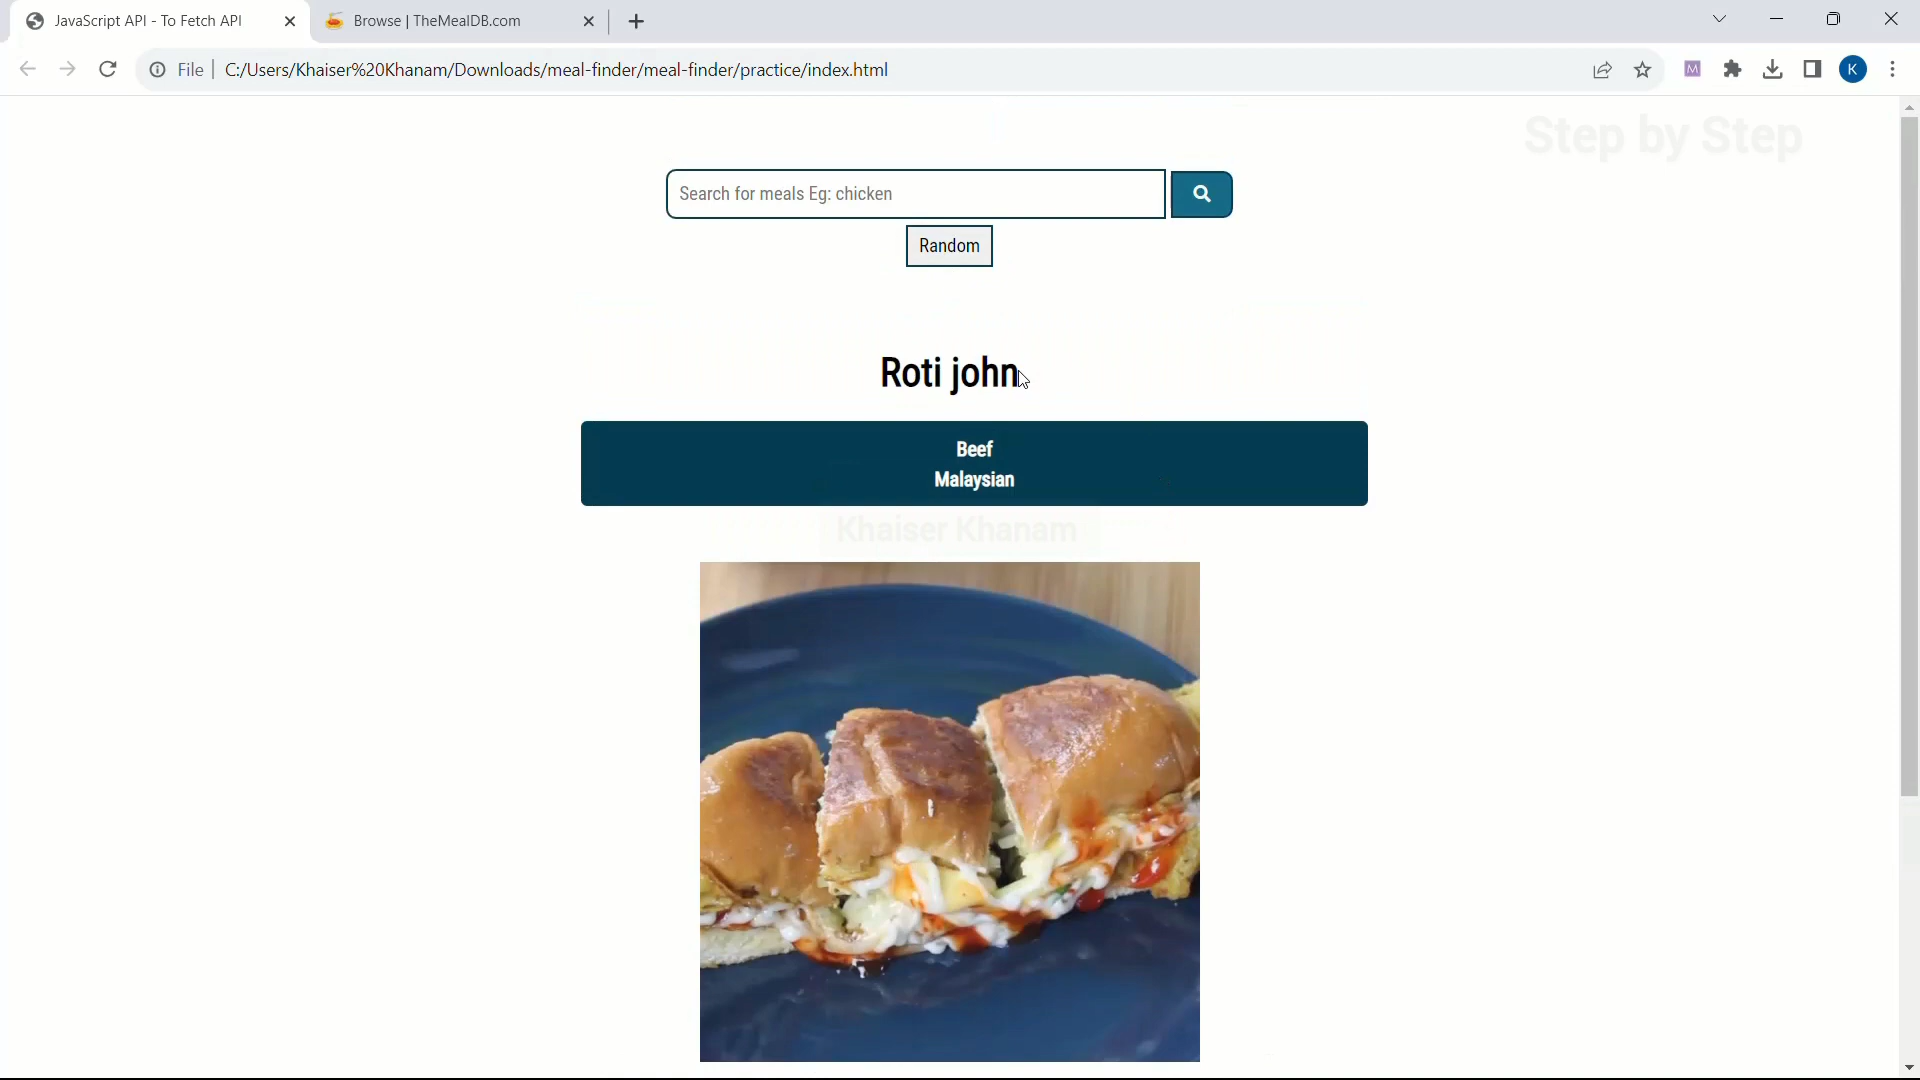 JavaScript API - To Fetch API
Browse | TheMealDB.com
File
C:/Users/Khaiser%20Khanam/Downloads/meal-finder/meal-finder/practice/index.html
M
K
Step by Step
Search for meals Eg: chicken
Random
Roti john
Beef
Malaysian
Khaiser Khanam